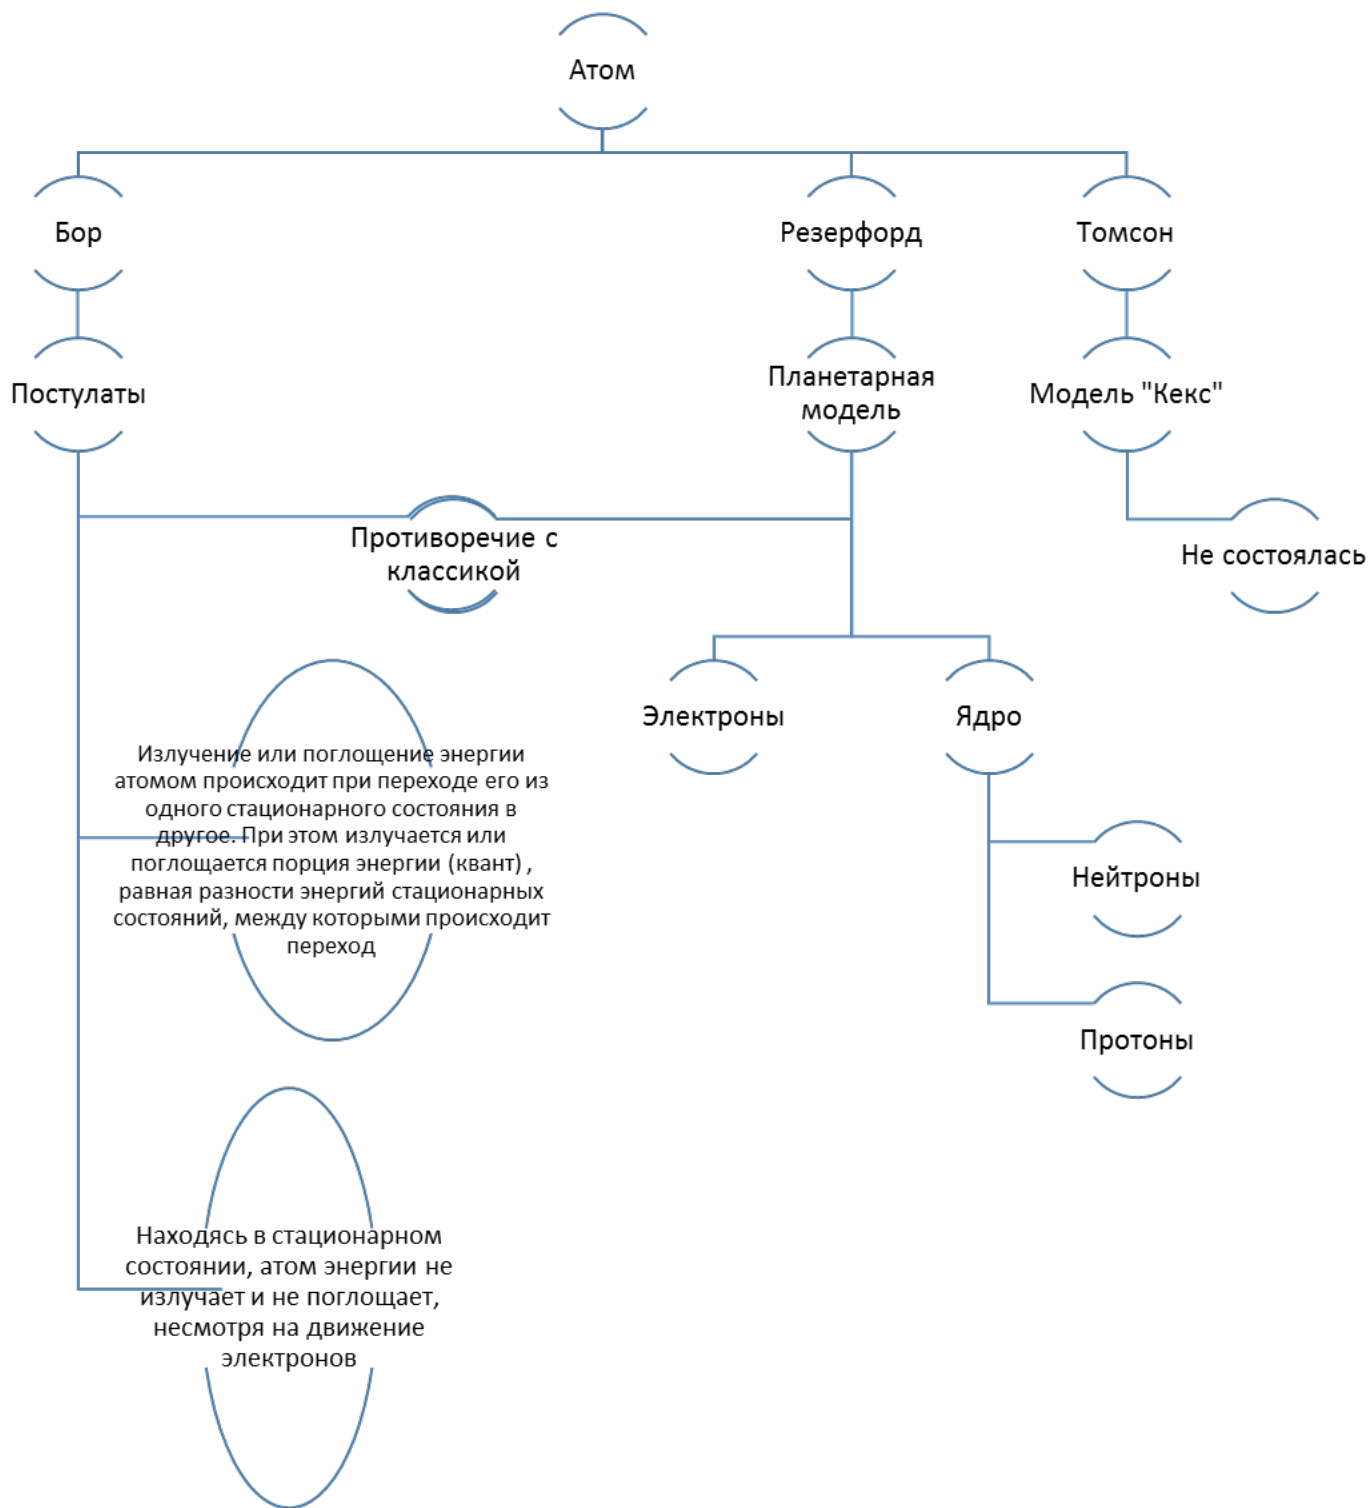 Атом
Бор
Резерфорд
Томсон
Постулаты
Планетарная
модель
Модель "Кекс"
Противоречие с
классикой
Не состоялась
Электроны
Ядро
Излучение или поглощение энергии
атомом происходит при переходе его из
одного стационарного состояния в
другое. При этом излучается или
поглощается порция энергии (квант) ,
равная разности энергий стационарных
состояний, между которыми происходит
переход
Нейтроны
Протоны
Находясь в стационарном
состоянии, атом энергии не
излучает и не поглощает,
несмотря на движение
электронов